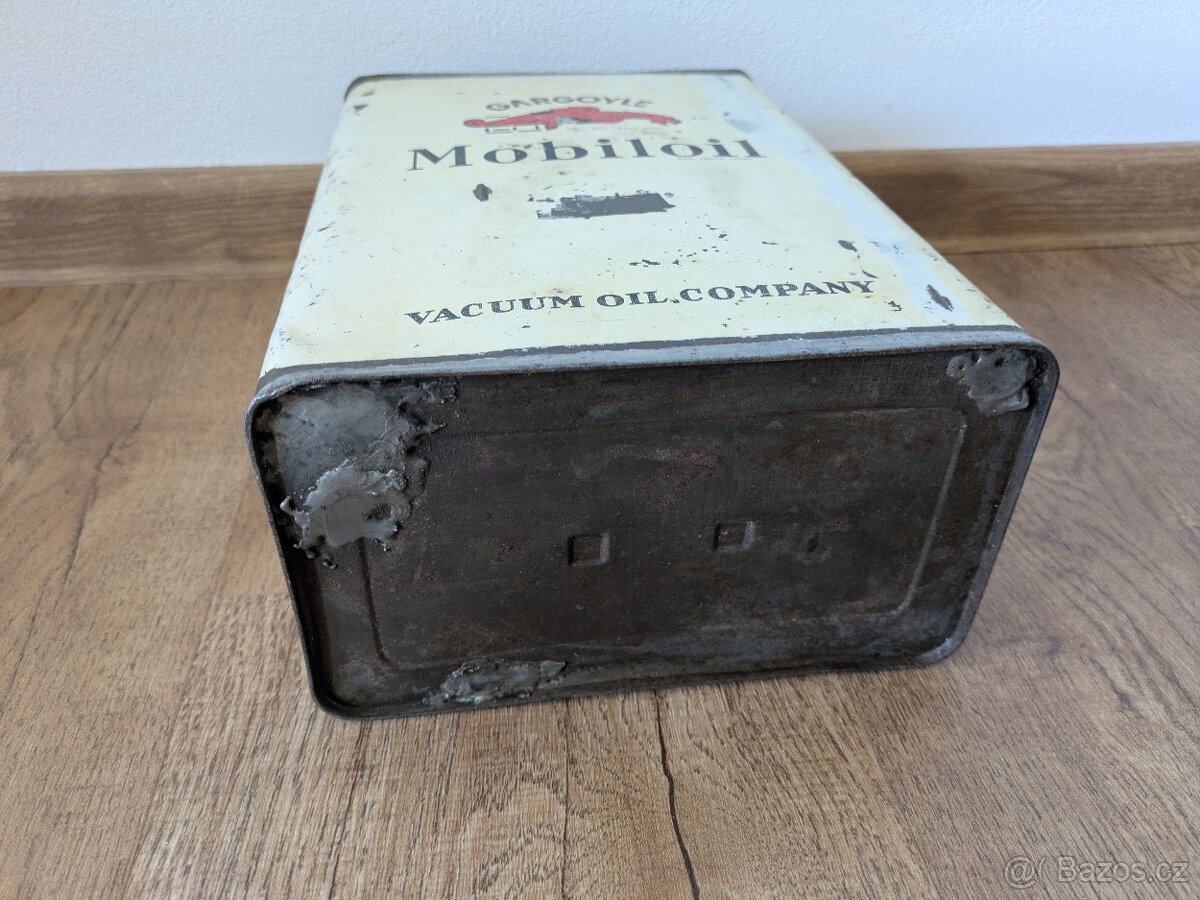 GARGOYLE
Mobiloil
VACUUM OIL COMPANY
@ Bazos.cz